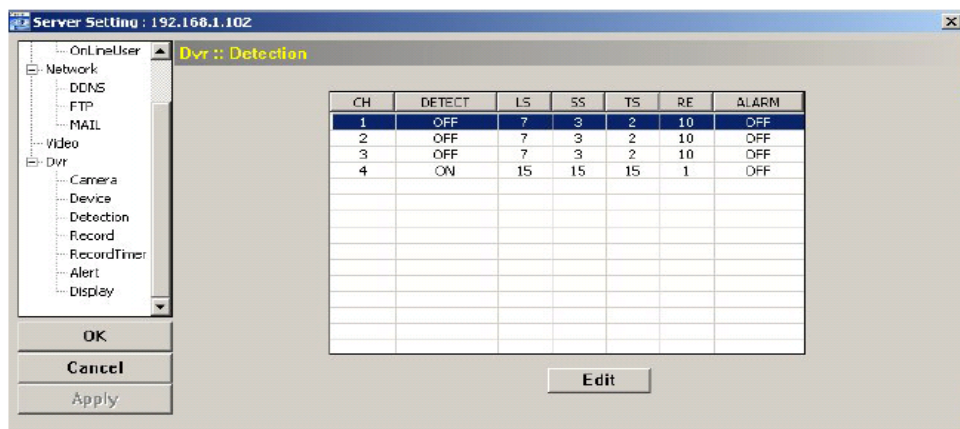 Server Setting : 192.168.1.102
OnLineUser
Network
DDNS
FTP
MAIL
Video
Dvr
Camera
Device
Detection
Record
RecordTimer
Alert
Display
OK
Cancel
Apply
Dvr :: Detection
CH DETECT LS SS TS RE ALARM
1 OFF 7 3 2 10 OFF
2 OFF 7 3 2 10 OFF
3 OFF 7 3 2 10 OFF
4 ON 15 15 15 1 OFF
Edit